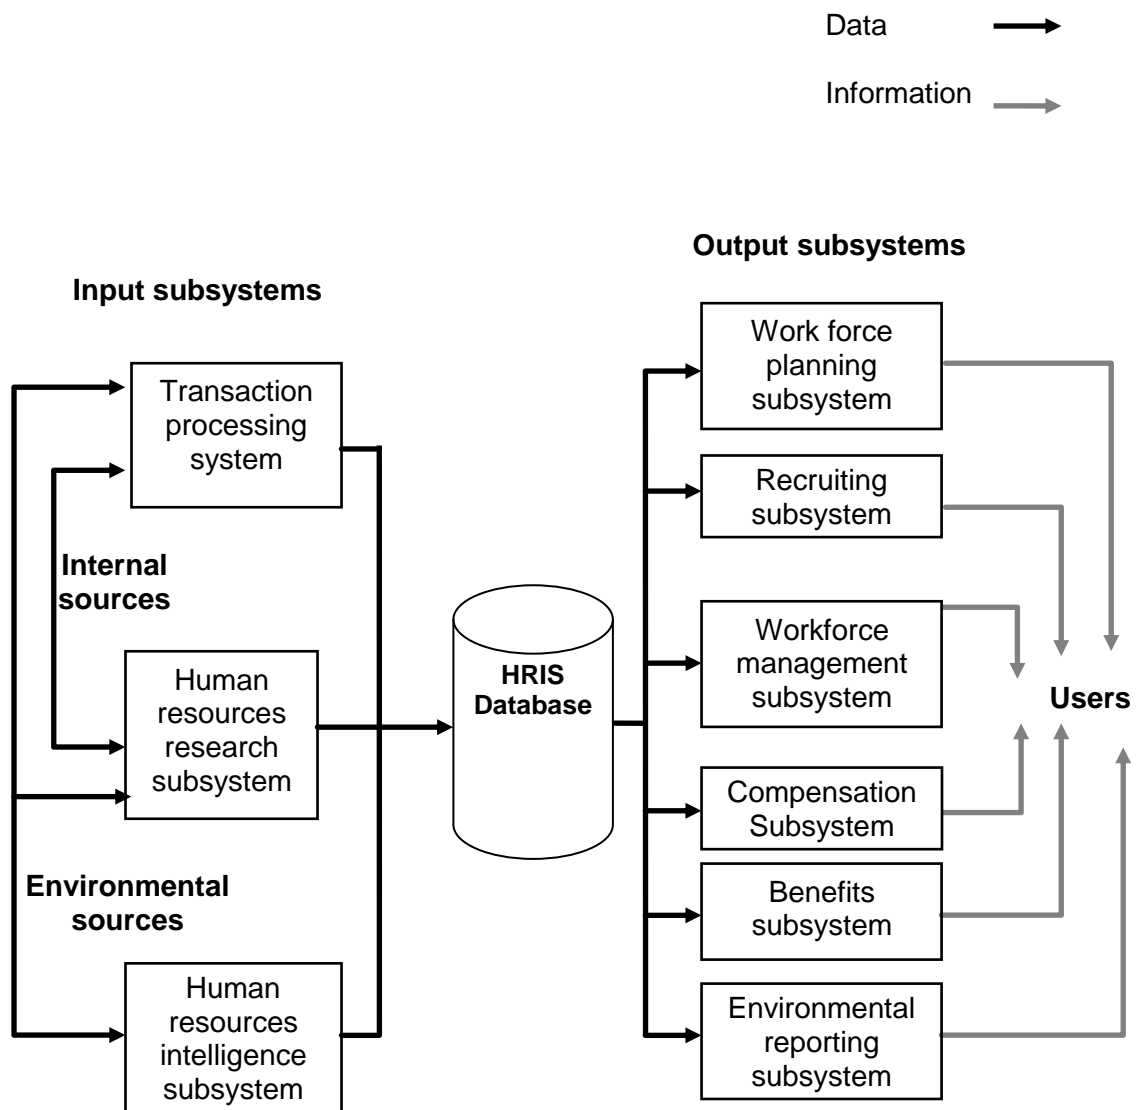 Data
Information
Output subsystems
Input subsystems
Work force
planning
subsystem
Transaction
processing
system
Recruiting
subsystem
Internal
sources
Workforce
management
subsystem
Human
resources
research
subsystem
HRIS
Database
Users
Compensation
Subsystem
Environmental
sources
Benefits
subsystem
Human
resources
intelligence
subsystem
Environmental
reporting
subsystem